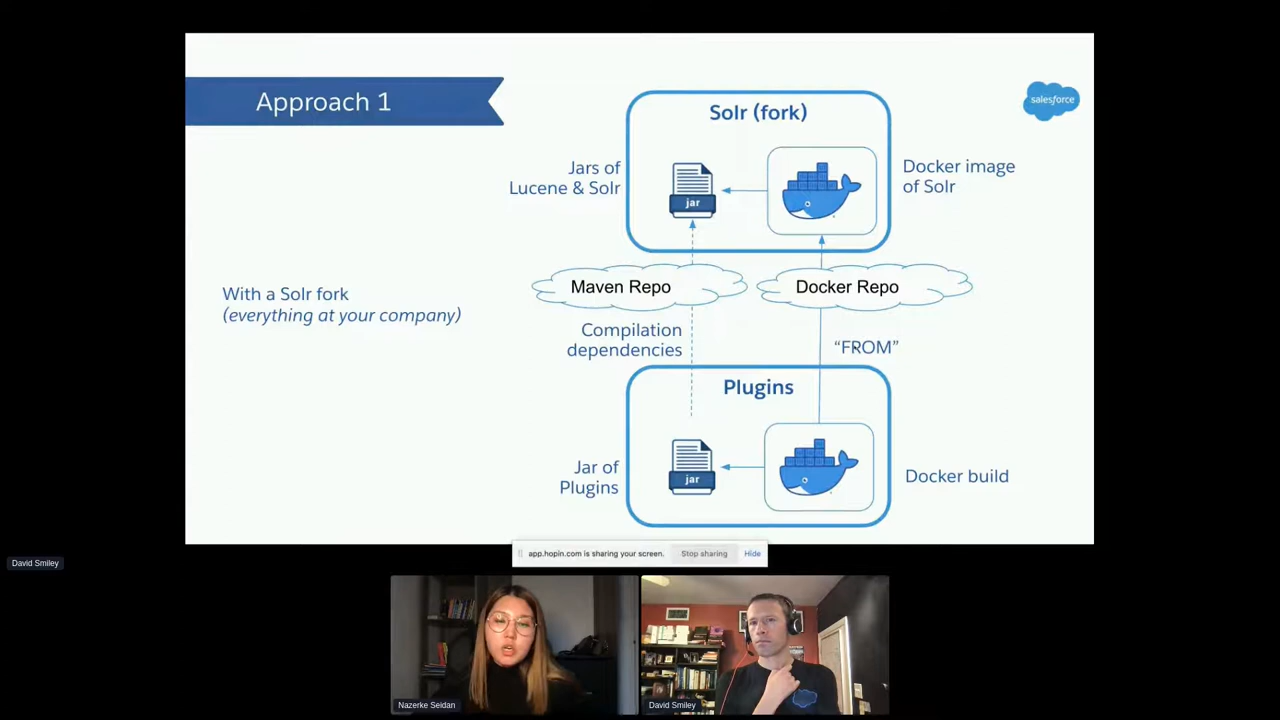 Approach 1
salesforce
Solr (fork)
Jars of
Lucene & Solr
jar
Docker image
of Solr
Maven Repo
Docker Repo
With a Solr fork
(everything at your company)
Compilation
dependencies
“FROM”
Plugins
Jar of
Plugins
jar
Docker build
app.hopin.com is sharing your screen.
Stop sharing
Hide
David Smiley
Nazerke Seidan
David Smiley